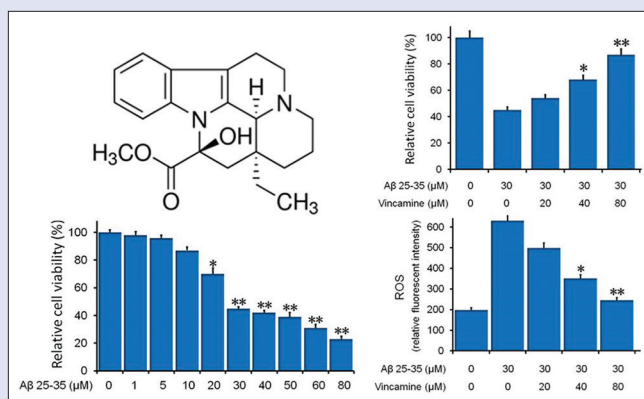 H
N
N
OH
H₃CO
O
CH₃
Relative cell viability (%)
100
80
60
40
20
0
* ** ** ** ** **
Aβ 25-35 (µM) 0 1 5 10 20 30 40 50 60 80
Relative cell viability (%)
100
80
60
40
20
0
* **
Aβ 25-35 (µM) 0 30 30 30 30
Vincamine (µM) 0 0 20 40 80
ROS
(relative fluorescent intensity)
600
500
400
300
200
100
0
* **
Aβ 25-35 (µM) 0 30 30 30 30
Vincamine (µM) 0 0 20 40 80